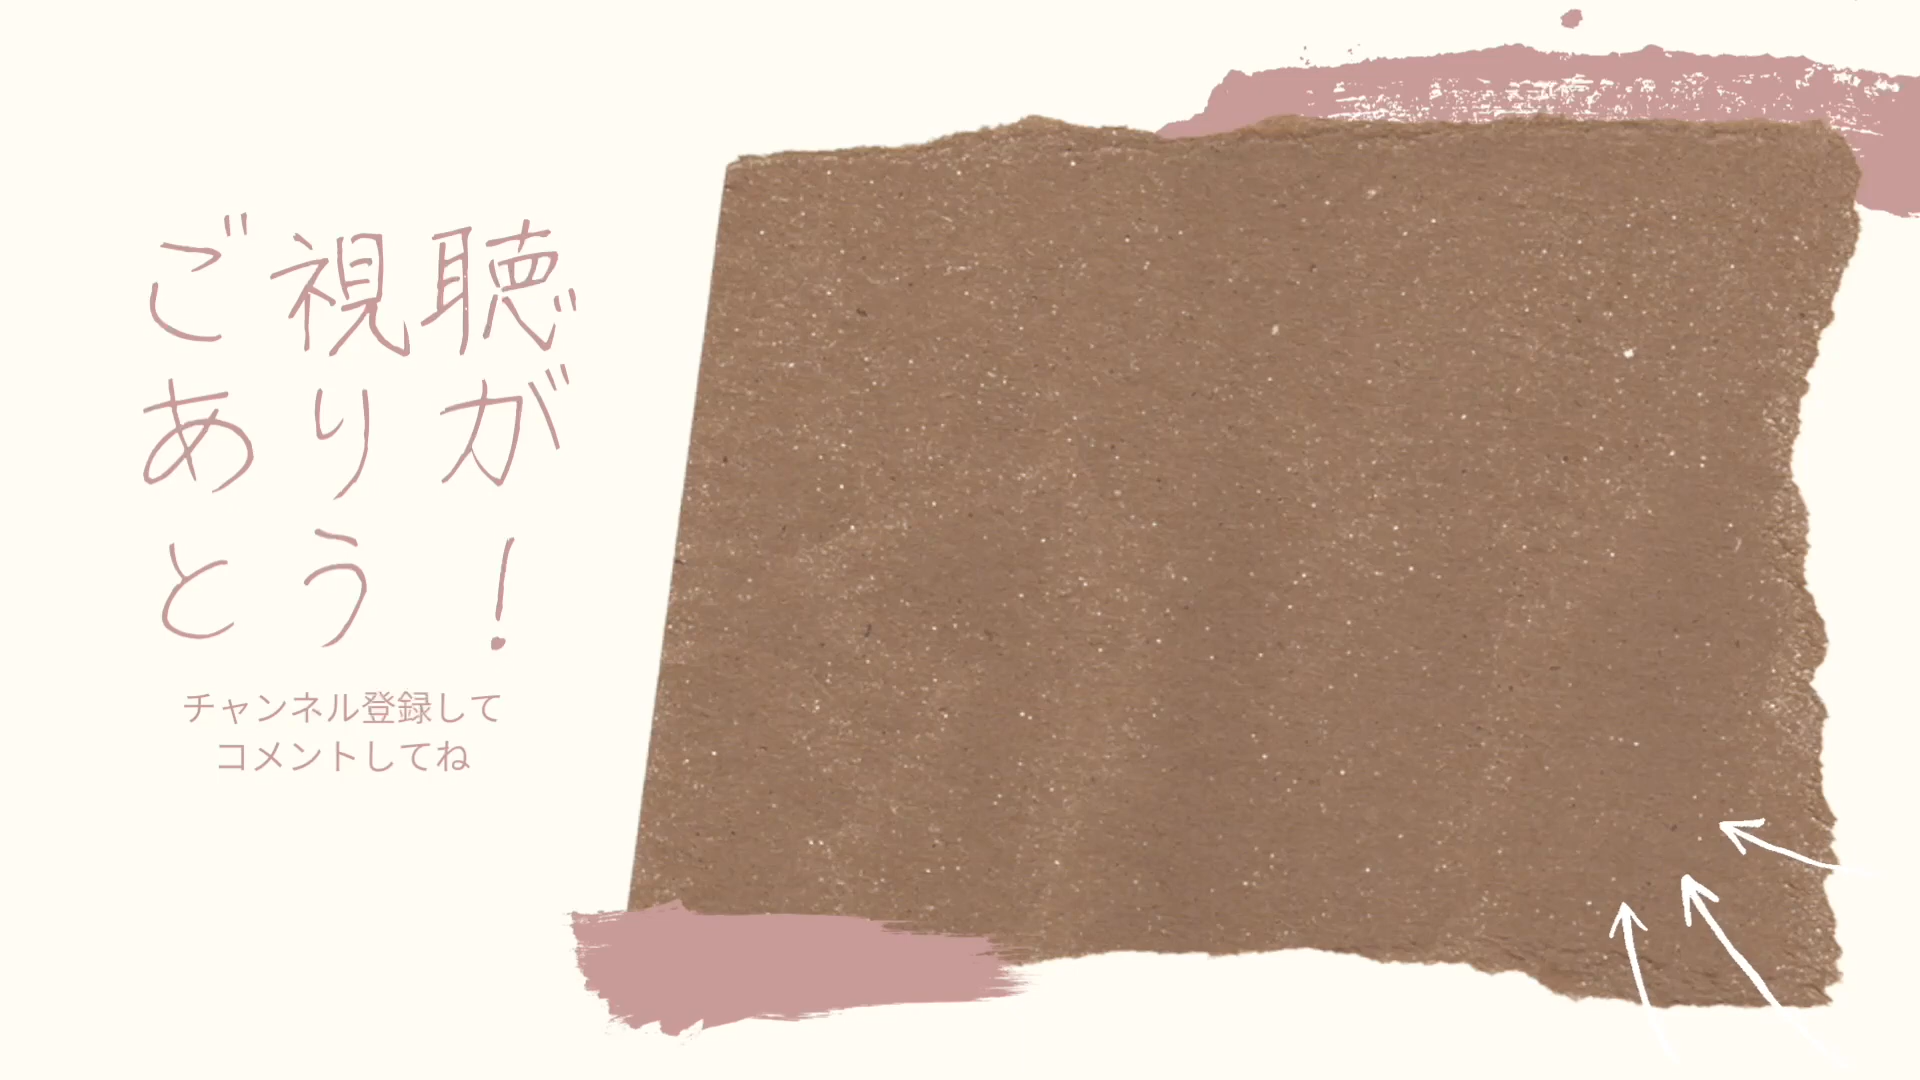 ご視聴
ありが
とう！
チャンネル登録して
コメントしてね